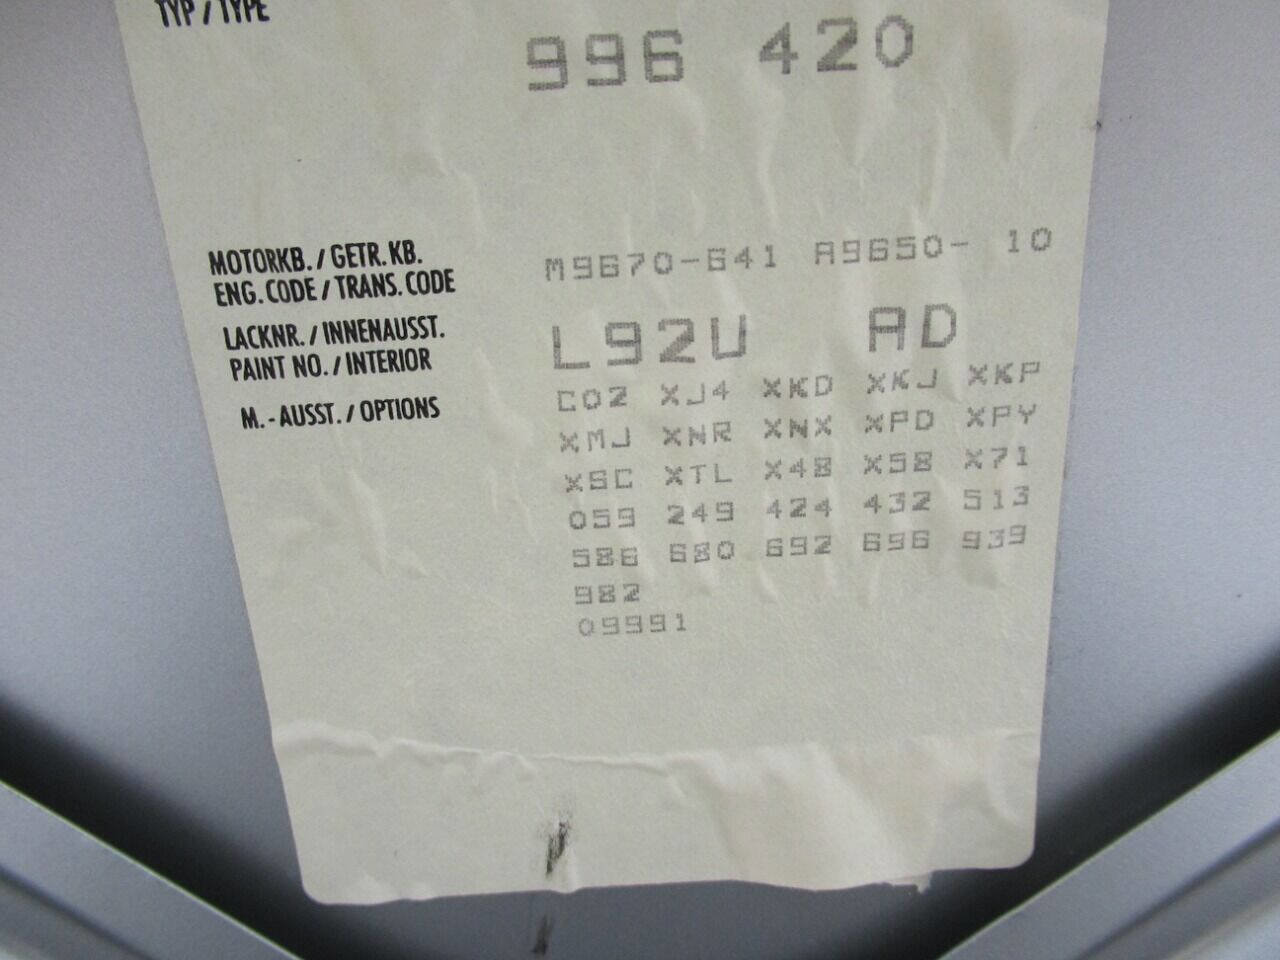 TYP / TYPE
996 420
MOTORKB. / GETR. KB.
ENG. CODE / TRANS. CODE
M9670-641 A9650- 10
LACKNR. / INNENAUSST.
PAINT NO. / INTERIOR
L92U AD
M. - AUSST. / OPTIONS
C02 XJ4 XKD XKJ XKP
XMJ XNR XNX XPD XPY
XSC XTL X48 X58 X71
059 249 424 432 513
586 680 692 696 939
982
09991